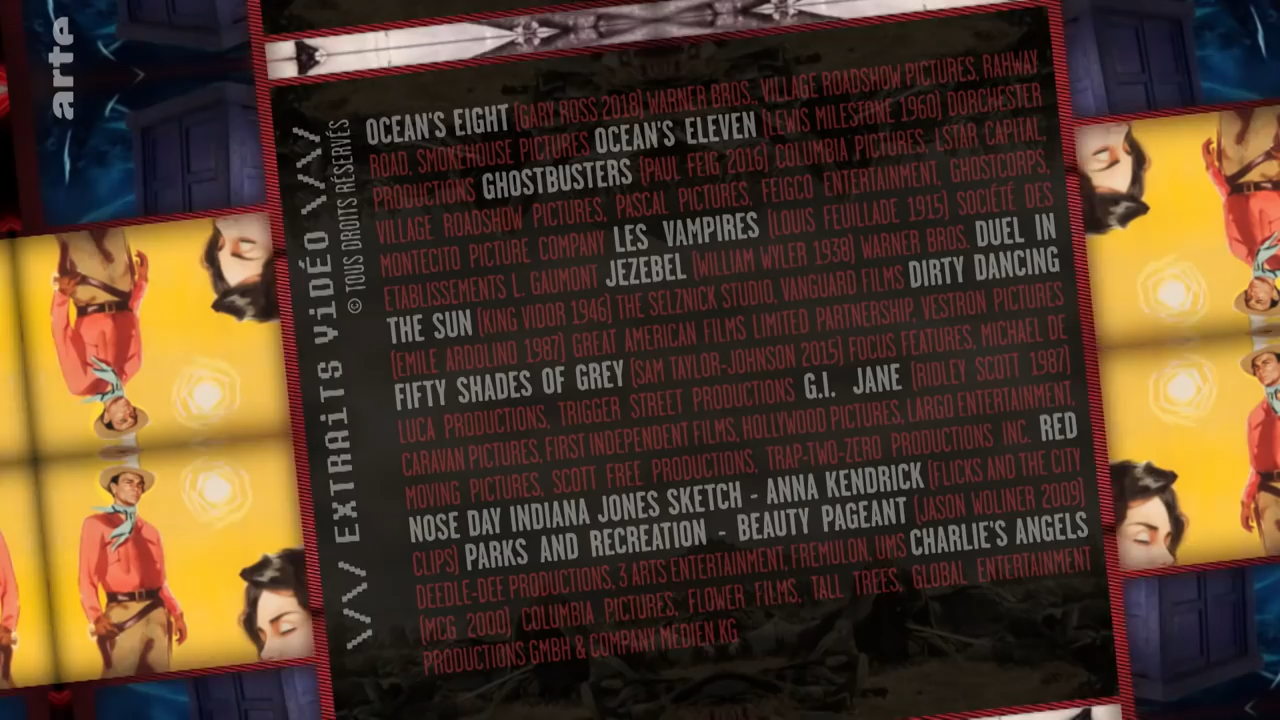 arte
\/\/ EXTRAiTS ViDÉO \/\/
© TOUS DROITS RÉSERVÉS
OCEAN'S EIGHT (GARY ROSS 2018) WARNER BROS., VILLAGE ROADSHOW PICTURES, RAHWAY
ROAD, SMOKEHOUSE PICTURES OCEAN'S ELEVEN (LEWIS MILESTONE 1960) DORCHESTER
PRODUCTIONS GHOSTBUSTERS (PAUL FEIG 2016) COLUMBIA PICTURES, LSTAR CAPITAL,
VILLAGE ROADSHOW PICTURES, PASCAL PICTURES, FEIGCO ENTERTAINMENT, GHOSTCORPS,
MONTECITO PICTURE COMPANY LES VAMPIRES (LOUIS FEUILLADE 1915) SOCIÉTÉ DES
ETABLISSEMENTS L. GAUMONT JEZEBEL (WILLIAM WYLER 1938) WARNER BROS. DUEL IN
THE SUN (KING VIDOR 1946) THE SELZNICK STUDIO, VANGUARD FILMS DIRTY DANCING
(EMILE ARDOLINO 1987) GREAT AMERICAN FILMS LIMITED PARTNERSHIP, VESTRON PICTURES
FIFTY SHADES OF GREY (SAM TAYLOR-JOHNSON 2015) FOCUS FEATURES, MICHAEL DE
LUCA PRODUCTIONS, TRIGGER STREET PRODUCTIONS G.I. JANE (RIDLEY SCOTT 1987)
CARAVAN PICTURES, FIRST INDEPENDENT FILMS, HOLLYWOOD PICTURES, LARGO ENTERTAINMENT,
MOVING PICTURES, SCOTT FREE PRODUCTIONS, TRAP-TWO-ZERO PRODUCTIONS INC. RED
NOSE DAY INDIANA JONES SKETCH - ANNA KENDRICK (FLICKS AND THE CITY
CLIPS) PARKS AND RECREATION - BEAUTY PAGEANT (JASON WOLINER 2009)
DEEDLE-DEE PRODUCTIONS, 3 ARTS ENTERTAINMENT, FREMULON, UMS CHARLIE'S ANGELS
(MCG 2000) COLUMBIA PICTURES, FLOWER FILMS, TALL TREES, GLOBAL ENTERTAINMENT
PRODUCTIONS GMBH & COMPANY MEDIEN KG